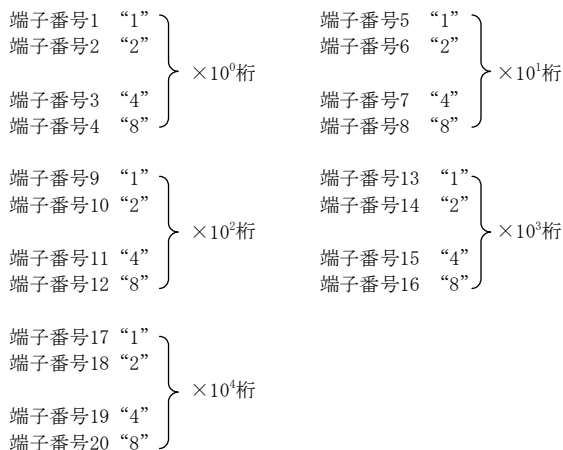 端子番号1 “1”
端子番号2 “2”
×10⁰桁
端子番号3 “4”
端子番号4 “8”
端子番号5 “1”
端子番号6 “2”
×10¹桁
端子番号7 “4”
端子番号8 “8”
端子番号9 “1”
端子番号10 “2”
×10²桁
端子番号11 “4”
端子番号12 “8”
端子番号13 “1”
端子番号14 “2”
×10³桁
端子番号15 “4”
端子番号16 “8”
端子番号17 “1”
端子番号18 “2”
×10⁴桁
端子番号19 “4”
端子番号20 “8”